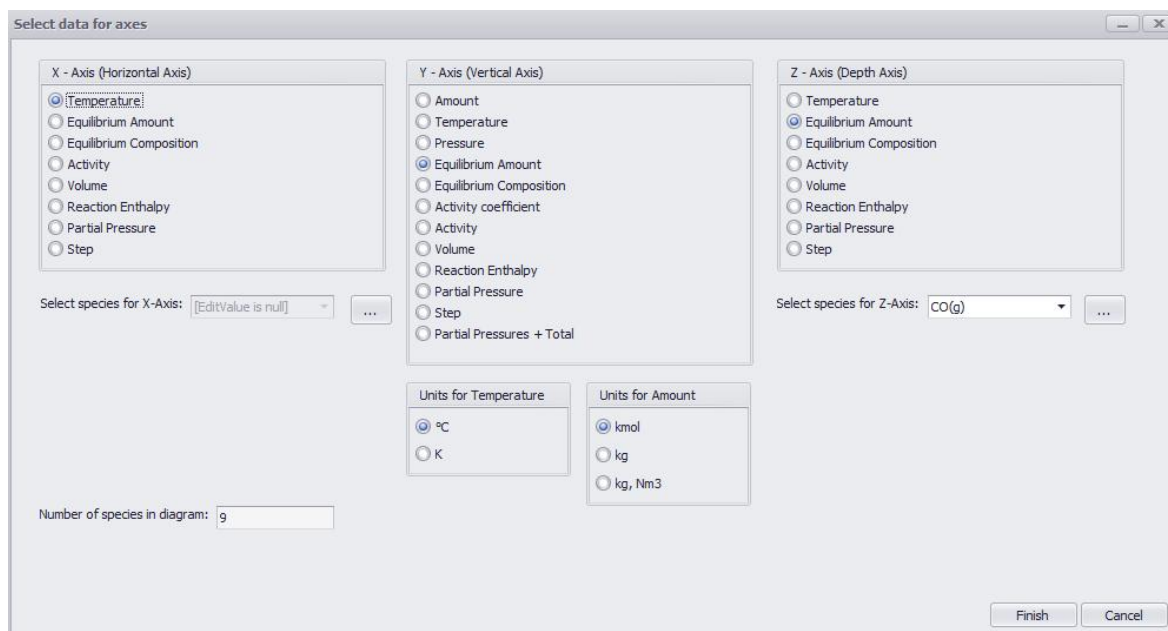 Select data for axes
X - Axis (Horizontal Axis)
Temperature
Equilibrium Amount
Equilibrium Composition
Activity
Volume
Reaction Enthalpy
Partial Pressure
Step
Select species for X-Axis: [EditValue is null] ...
Y - Axis (Vertical Axis)
Amount
Temperature
Pressure
Equilibrium Amount
Equilibrium Composition
Activity coefficient
Activity
Volume
Reaction Enthalpy
Partial Pressure
Step
Partial Pressures + Total
Z - Axis (Depth Axis)
Temperature
Equilibrium Amount
Equilibrium Composition
Activity
Volume
Reaction Enthalpy
Partial Pressure
Step
Select species for Z-Axis: CO(g) ...
Units for Temperature
°C
K
Units for Amount
kmol
kg
kg, Nm3
Number of species in diagram: 9
Finish Cancel